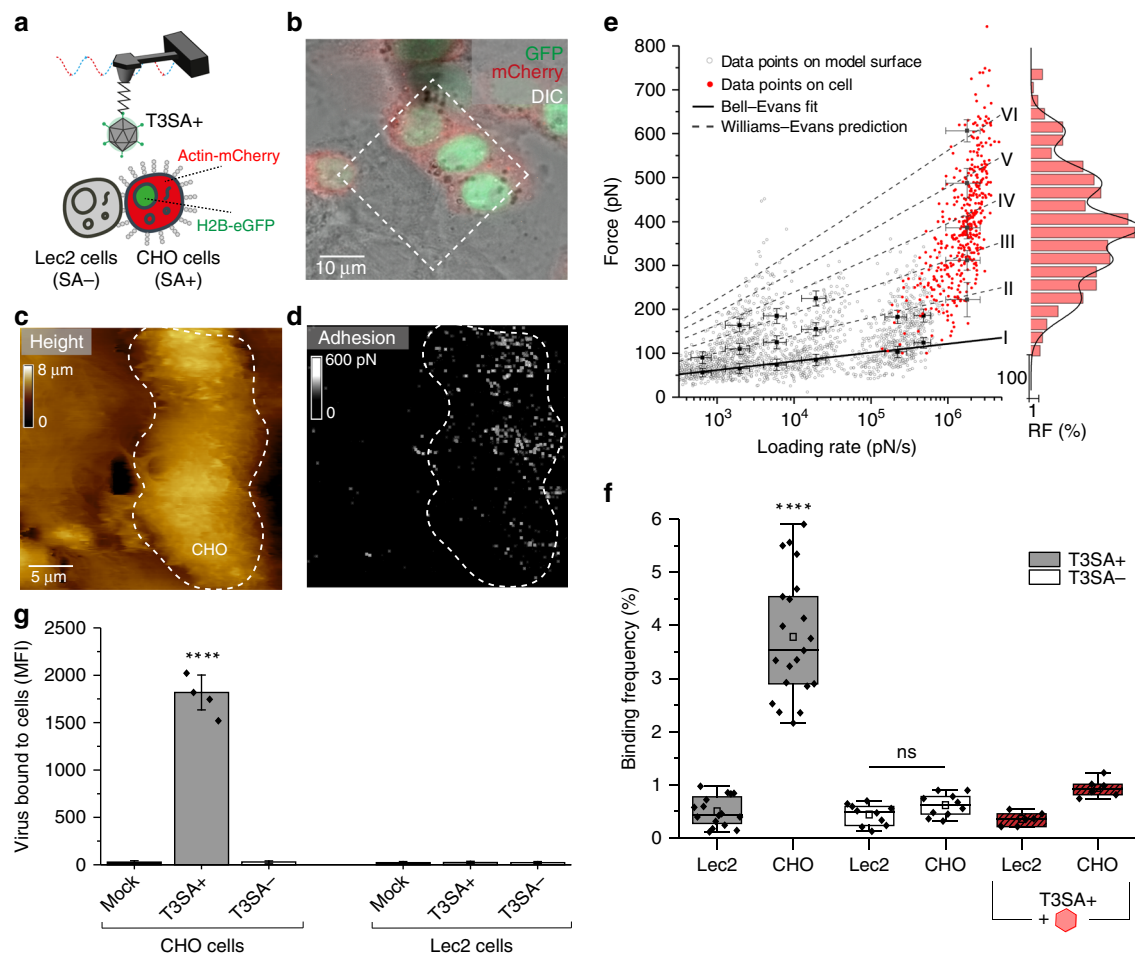 a
T3SA+
Actin-mCherry
H2B-eGFP
Lec2 cells
(SA–)
CHO cells
(SA+)
b
GFP
mCherry
DIC
10 μm
c
Height
8 μm
0
CHO
5 μm
d
Adhesion
600 pN
0
e
800
700
600
500
400
300
200
100
0
Force (pN)
Data points on model surface
Data points on cell
Bell–Evans fit
Williams–Evans prediction
VI
V
IV
III
II
I
10³
10⁴
10⁵
10⁶
Loading rate (pN/s)
100
1
RF (%)
f
6
5
4
3
2
1
0
Binding frequency (%)
****
ns
T3SA+
T3SA–
Lec2
CHO
Lec2
CHO
Lec2
CHO
T3SA+
+
g
2500
2000
1500
1000
500
0
Virus bound to cells (MFI)
****
Mock
T3SA+
T3SA–
Mock
T3SA+
T3SA–
CHO cells
Lec2 cells